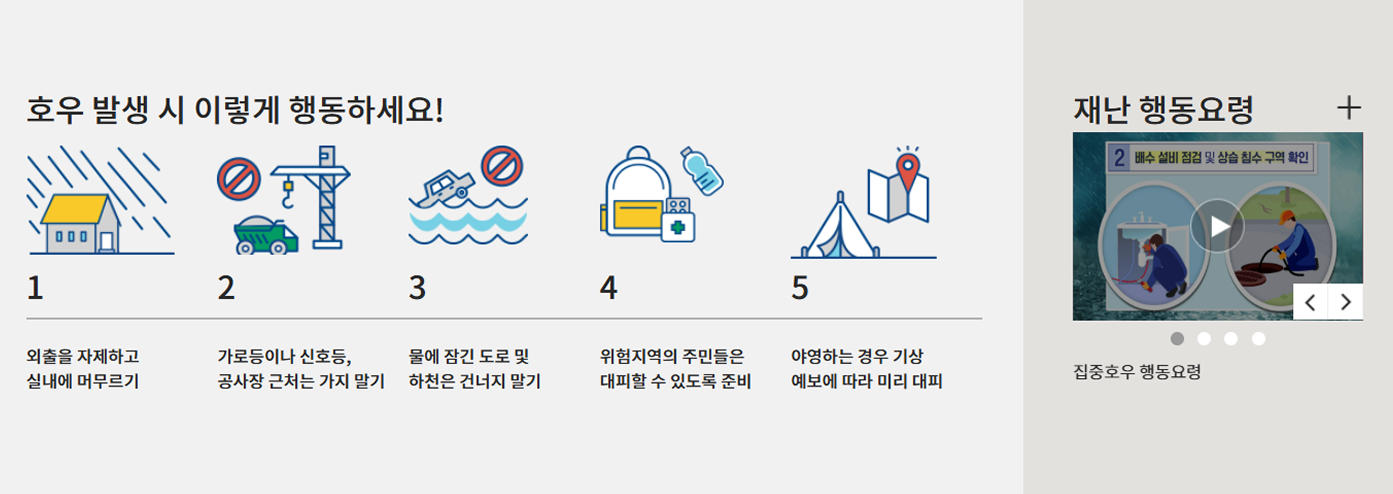 호우 발생 시 이렇게 행동하세요!
1
외출을 자제하고
실내에 머무르기
2
가로등이나 신호등,
공사장 근처는 가지 말기
3
물에 잠긴 도로 및
하천은 건너지 말기
4
위험지역의 주민들은
대피할 수 있도록 준비
5
야영하는 경우 기상
예보에 따라 미리 대피
재난 행동요령
2 배수 설비 점검 및 상습 침수 구역 확인
집중호우 행동요령